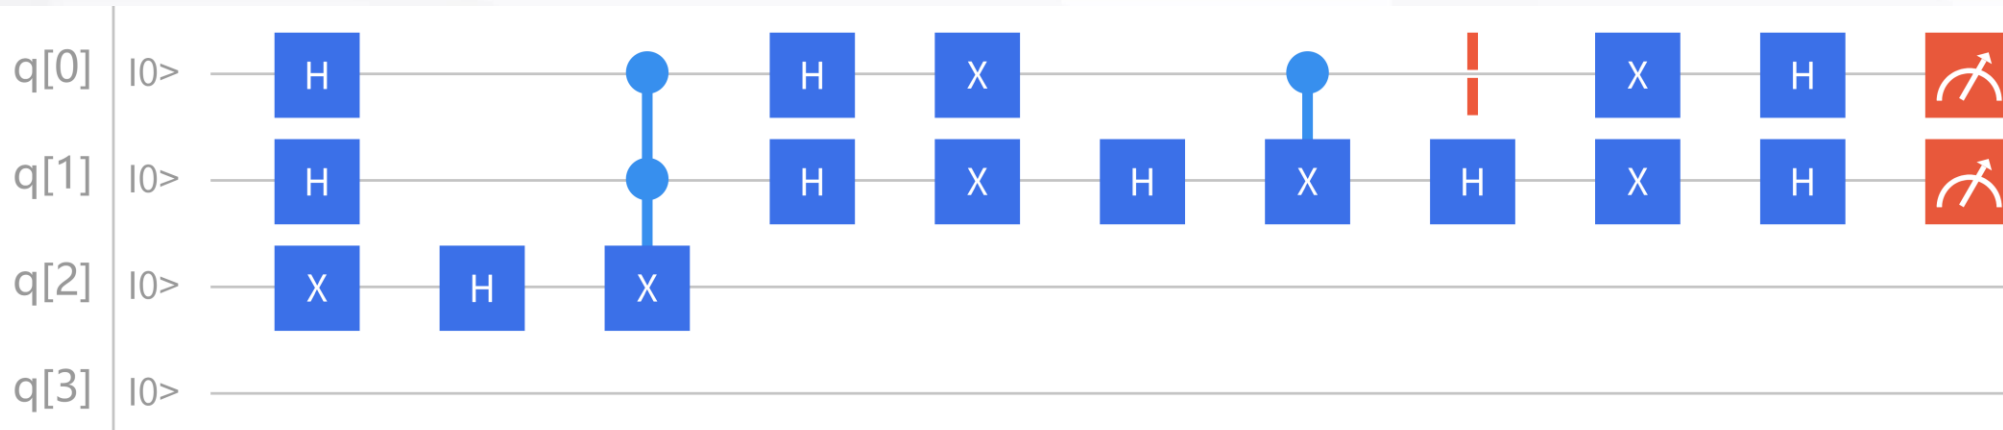 q[0] |0> H H X X H
q[1] |0> H H X H X H X H
q[2] |0> X H X
q[3] |0>